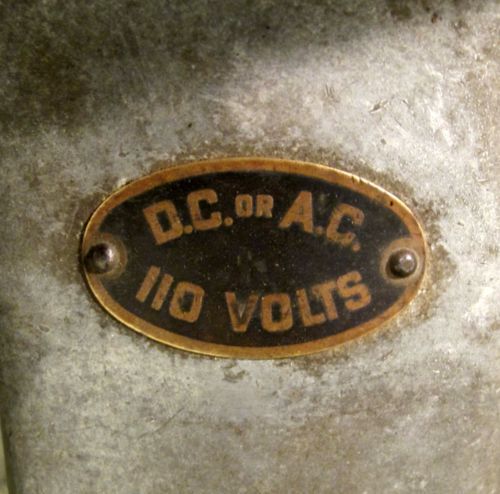 D.C. OR A.C.
110 VOLTS